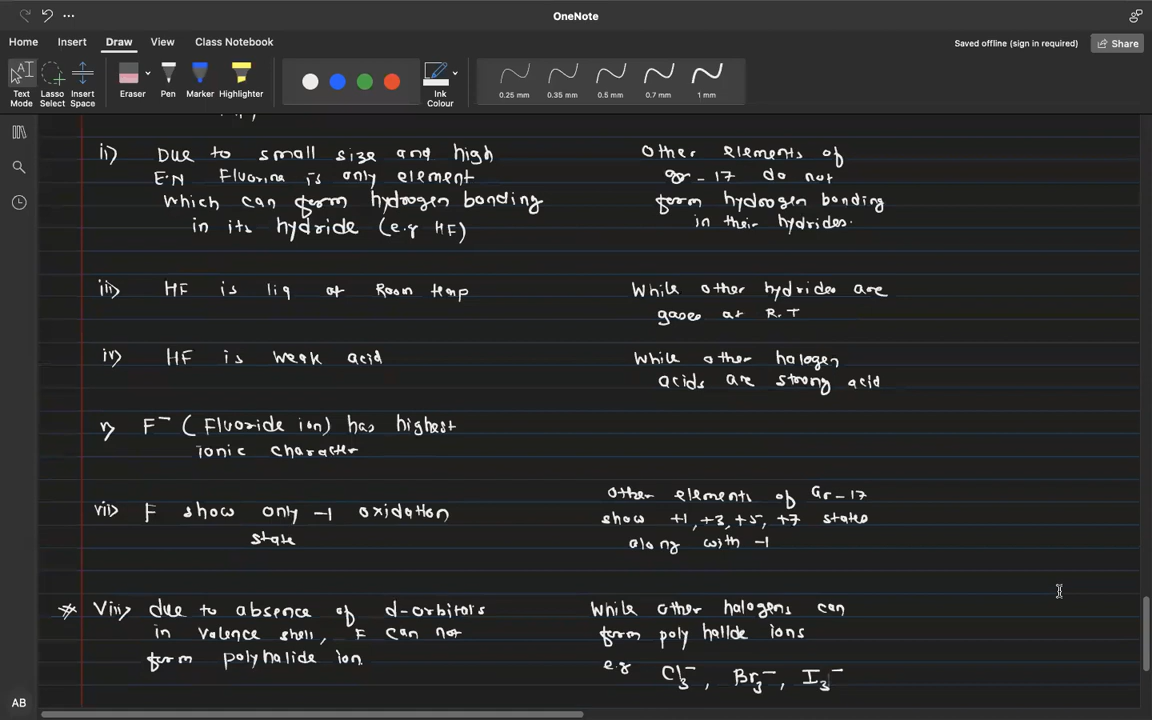 OneNote
Home Insert Draw View Class Notebook
Saved offline (sign in required) Share
Text Mode Lasso Select Insert Space Eraser Pen Marker Highlighter Ink Colour 0.25 mm 0.35 mm 0.5 mm 0.7 mm 1 mm
ii) Due to small size and high
E.N Fluorine is only element
which can form hydrogen bonding
in its hydride (e.g HF)
Other elements of
gr-17 do not
form hydrogen bonding
in their hydrides.
iii) HF is liq at Room temp
While other hydrides are
gases at R.T
iv) HF is weak acid
While other halogen
acids are strong acid
v) F⁻ (Fluoride ion) has highest
ionic character
vii) F show only -1 oxidation
state
Other elements of Gr-17
show +1, +3, +5, +7 states
along with -1
* Viii) due to absence of d-orbitals
in valence shell, F can not
form polyhalide ion.
While other halogens can
form poly halide ions
e.g Cl₃⁻, Br₃⁻, I₃⁻
AB